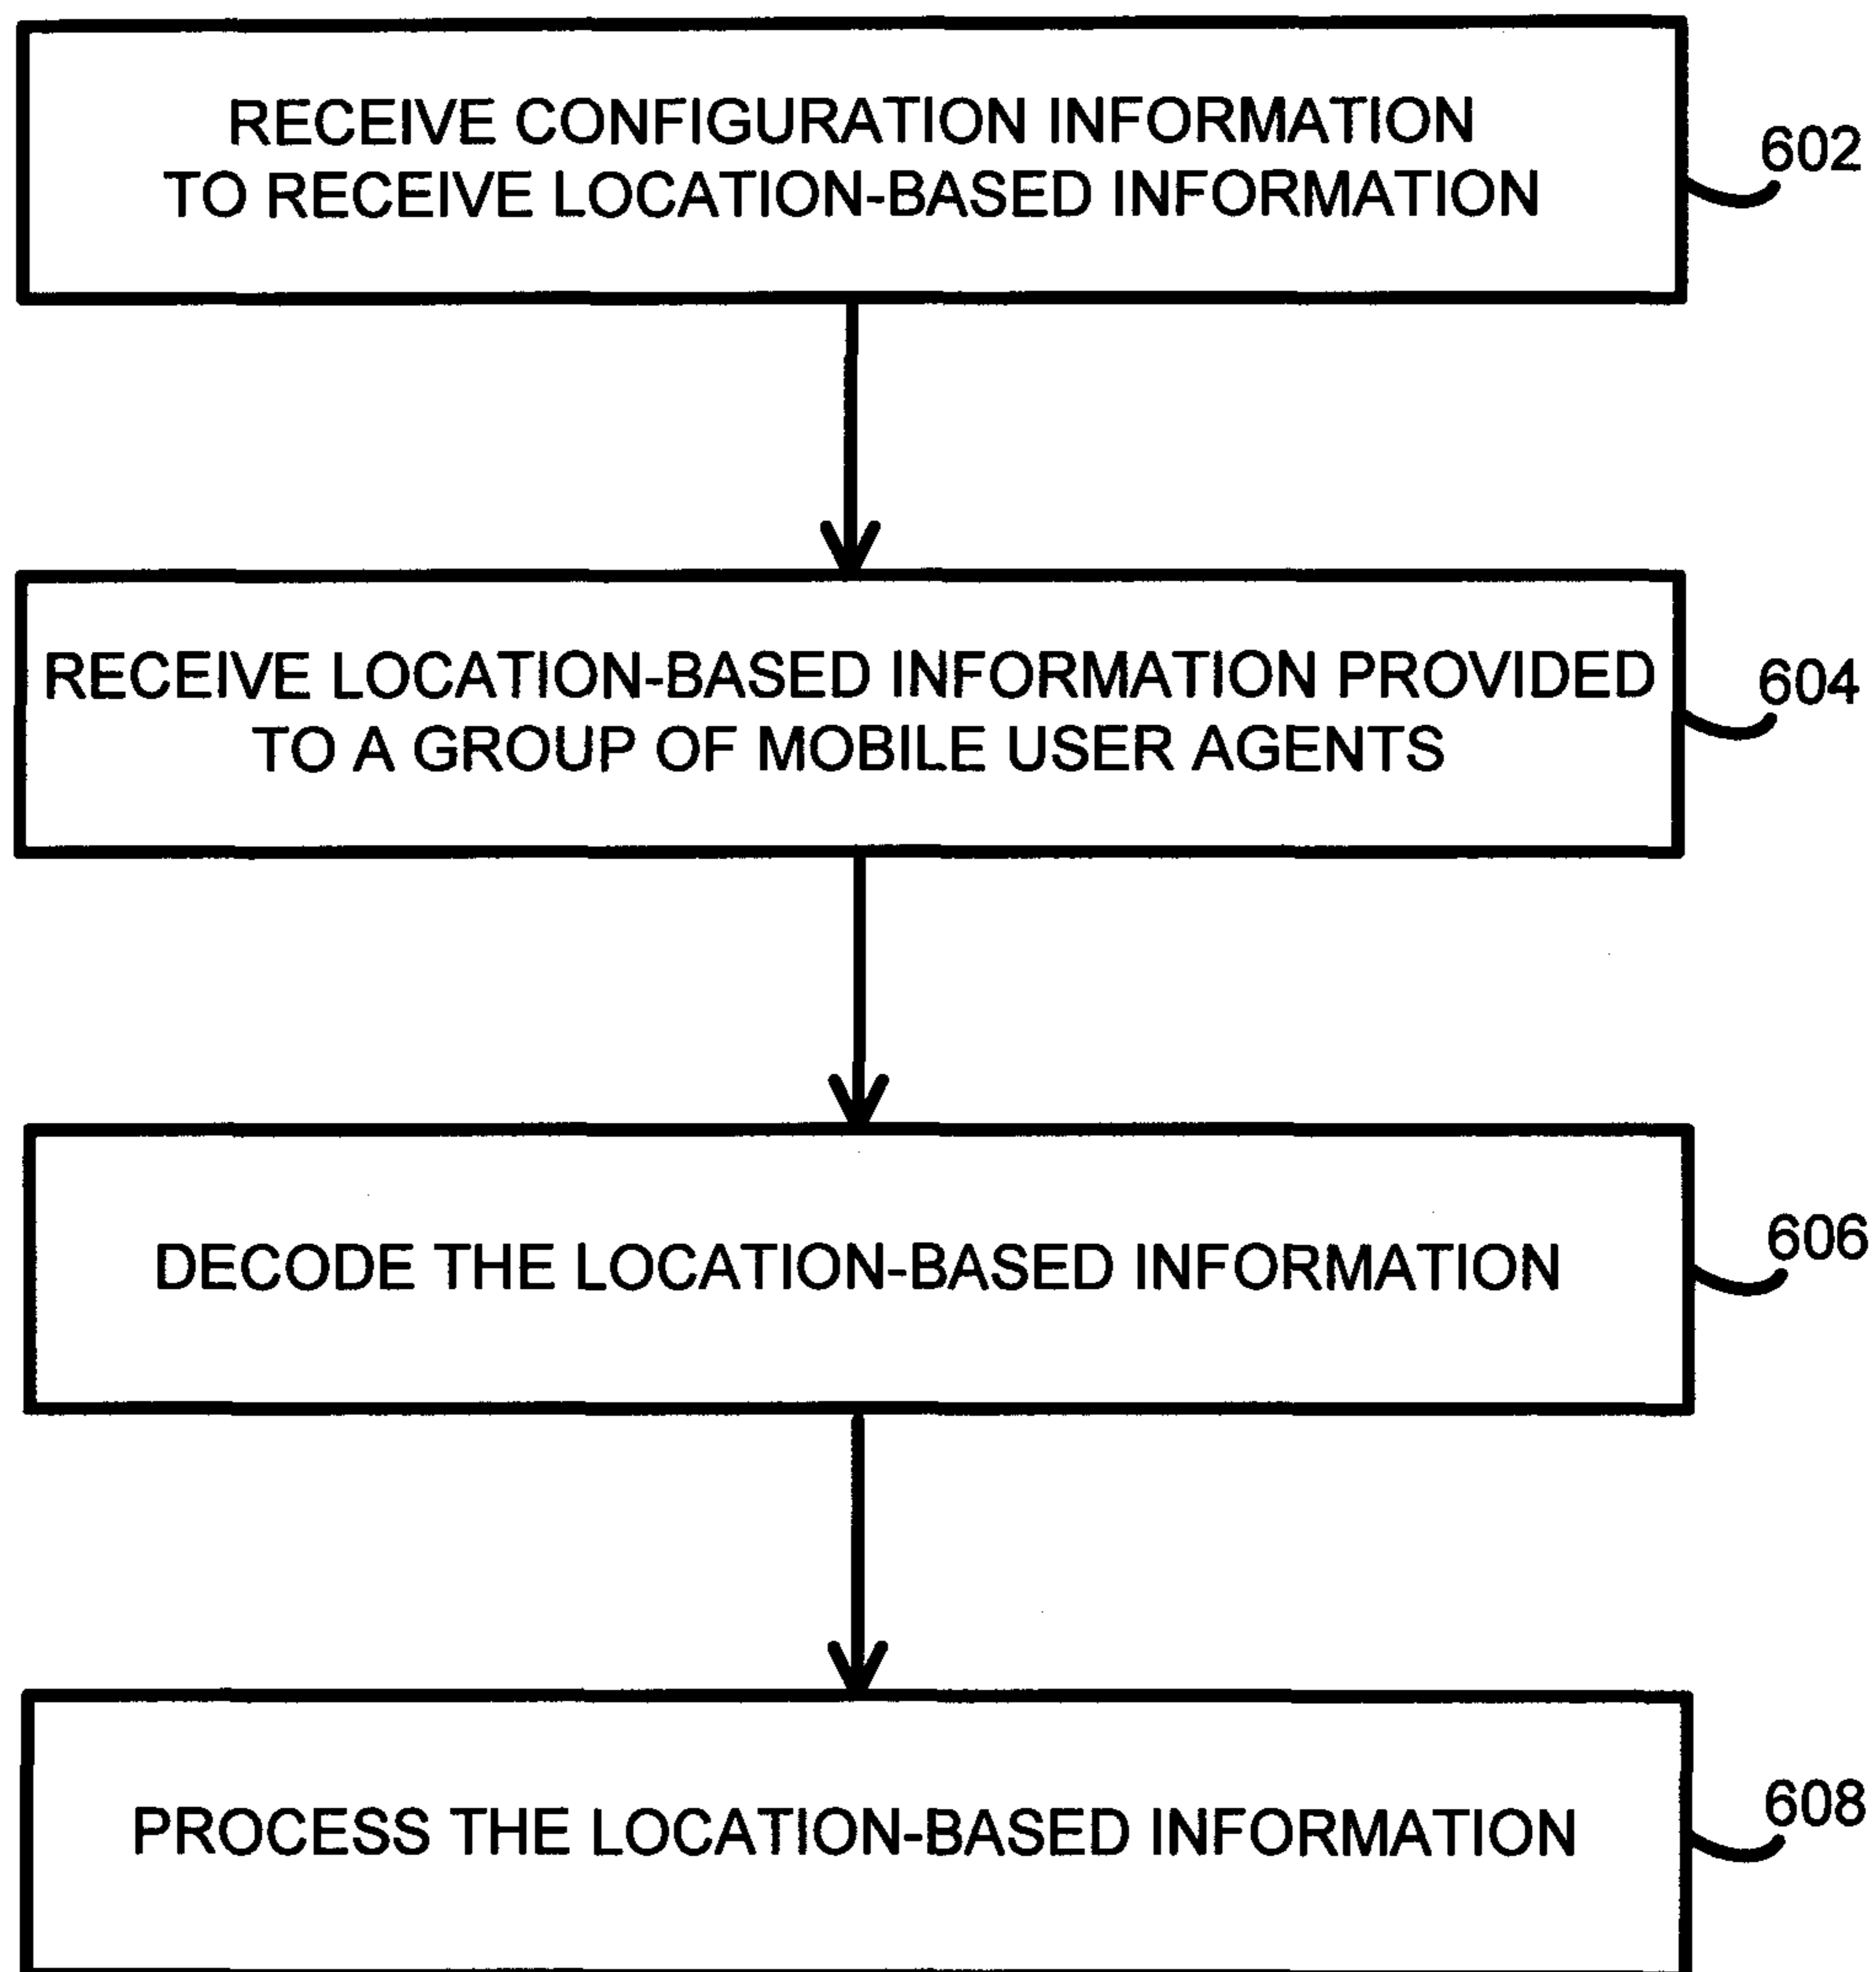 RECEIVE CONFIGURATION INFORMATION
TO RECEIVE LOCATION-BASED INFORMATION
602
RECEIVE LOCATION-BASED INFORMATION PROVIDED
TO A GROUP OF MOBILE USER AGENTS
604
DECODE THE LOCATION-BASED INFORMATION
606
PROCESS THE LOCATION-BASED INFORMATION
608